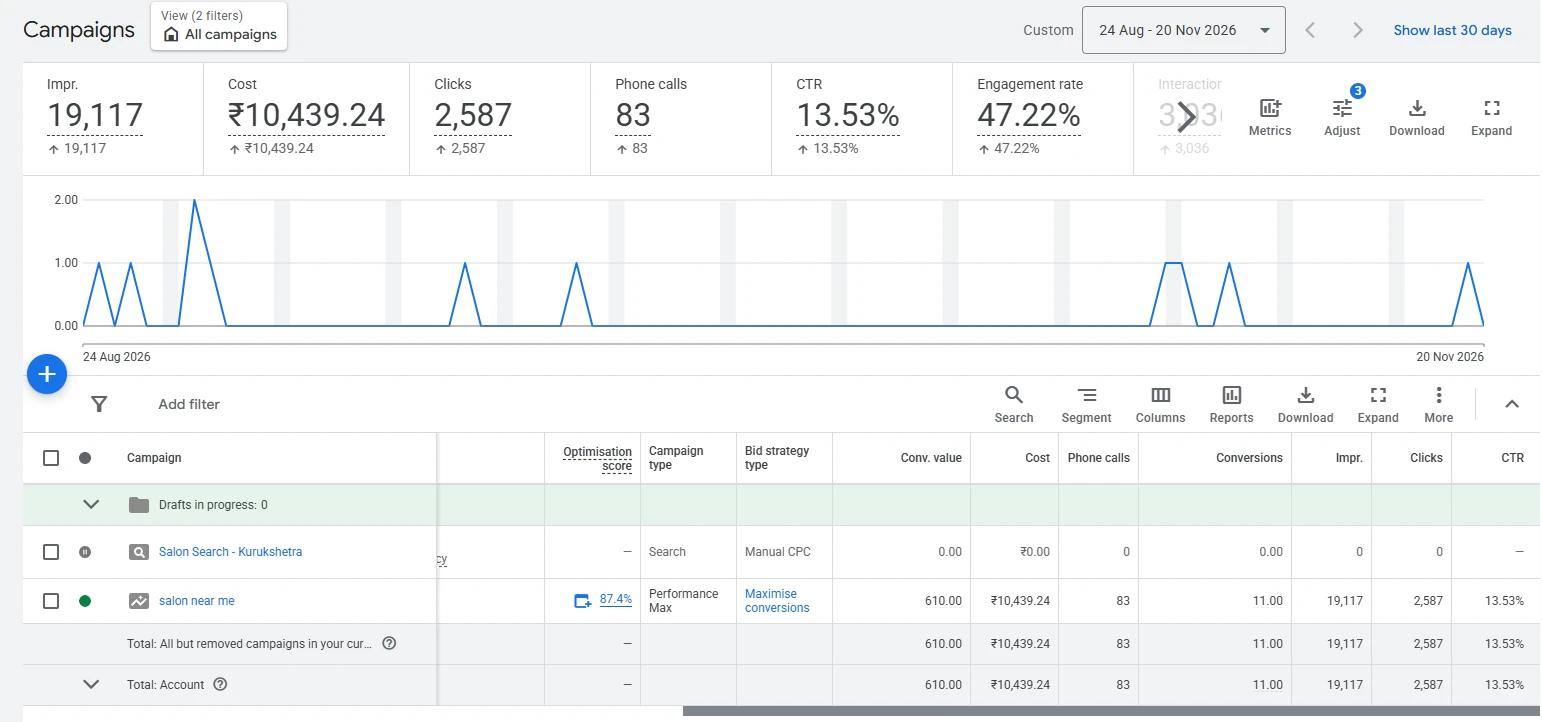 Campaigns
View (2 filters)
All campaigns
Custom
24 Aug - 20 Nov 2026
Show last 30 days
Impr.
19,117
19,117
Cost
₹10,439.24
₹10,439.24
Clicks
2,587
2,587
Phone calls
83
83
CTR
13.53%
13.53%
Engagement rate
47.22%
47.22%
Interaction
3,036
Metrics
3
Adjust
Download
Expand
2.00
1.00
0.00
24 Aug 2026
20 Nov 2026
Add filter
Search
Segment
Columns
Reports
Download
Expand
More
Campaign
Optimisation score
Campaign type
Bid strategy type
Conv. value
Cost
Phone calls
Conversions
Impr.
Clicks
CTR
Drafts in progress: 0
Salon Search - Kurukshetra
cy
—
Search
Manual CPC
0.00
₹0.00
0
0.00
0
0
—
salon near me
87.4%
Performance Max
Maximise conversions
610.00
₹10,439.24
83
11.00
19,117
2,587
13.53%
Total: All but removed campaigns in your cur...
—
610.00
₹10,439.24
83
11.00
19,117
2,587
13.53%
Total: Account
—
610.00
₹10,439.24
83
11.00
19,117
2,587
13.53%